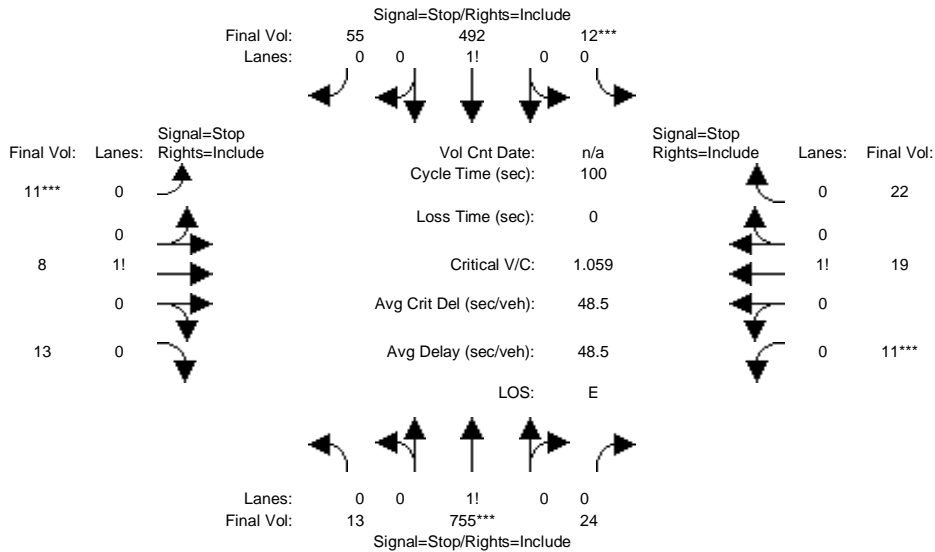 Signal=Stop/Rights=Include
Final Vol: 55 492 12***
Lanes: 0 0 1! 0 0
Signal=Stop
Final Vol: Lanes: Rights=Include
Vol Cnt Date: n/a
Signal=Stop
Rights=Include Lanes: Final Vol:
Cycle Time (sec): 100
11*** 0
0 22
Loss Time (sec): 0
0
0
8 1!
Critical V/C: 1.059
1! 19
0
Avg Crit Del (sec/veh): 48.5
0
13 0
Avg Delay (sec/veh): 48.5
0 11***
LOS: E
Lanes: 0 0 1! 0 0
Final Vol: 13 755*** 24
Signal=Stop/Rights=Include